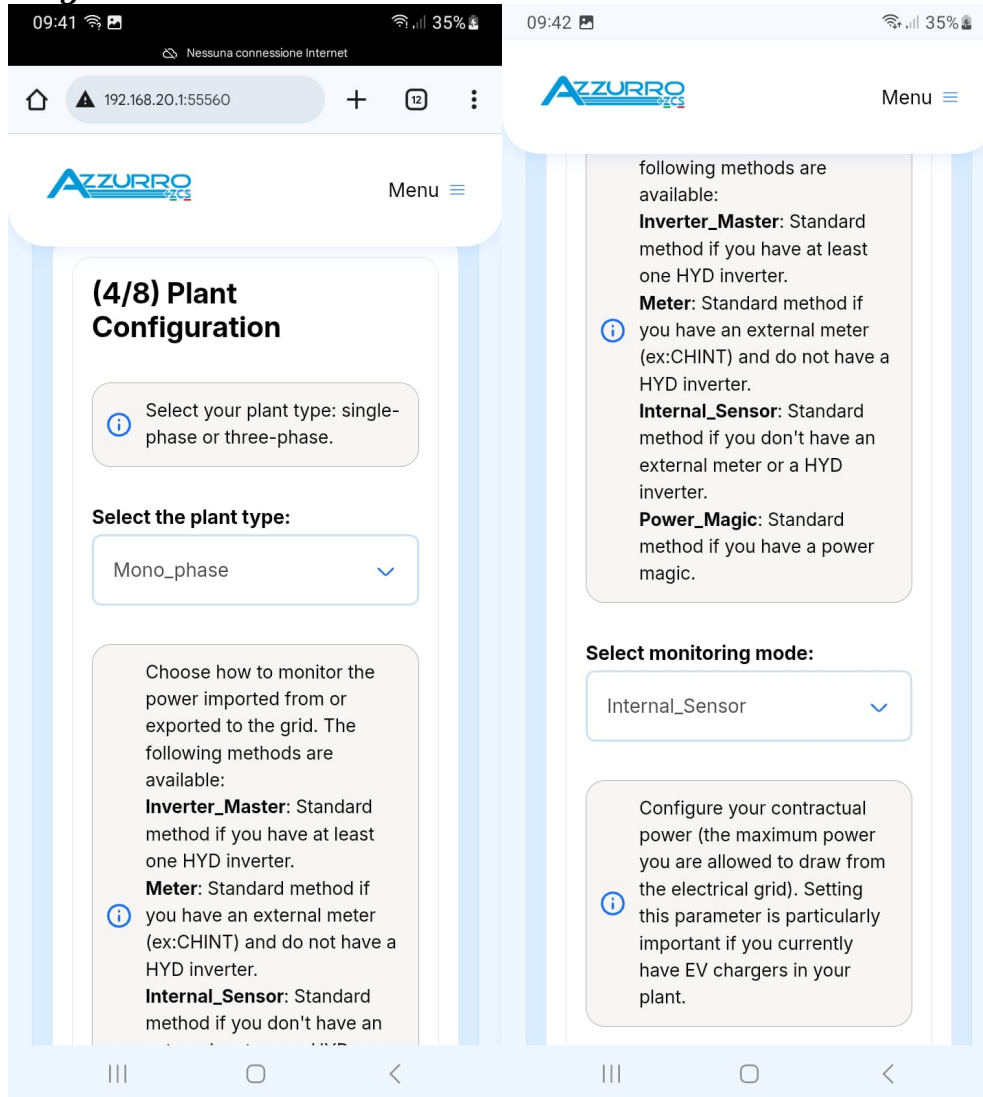 09:41 35%
Nessuna connessione Internet
192.168.20.1:55560 12
AZZURRO
ZCS
Menu
(4/8) Plant
Configuration
Select your plant type: single-
phase or three-phase.
Select the plant type:
Mono_phase
Choose how to monitor the
power imported from or
exported to the grid. The
following methods are
available:
Inverter_Master: Standard
method if you have at least
one HYD inverter.
Meter: Standard method if
you have an external meter
(ex:CHINT) and do not have a
HYD inverter.
Internal_Sensor: Standard
method if you don't have an
09:42 35%
AZZURRO
ZCS
Menu
following methods are
available:
Inverter_Master: Standard
method if you have at least
one HYD inverter.
Meter: Standard method if
you have an external meter
(ex:CHINT) and do not have a
HYD inverter.
Internal_Sensor: Standard
method if you don't have an
external meter or a HYD
inverter.
Power_Magic: Standard
method if you have a power
magic.
Select monitoring mode:
Internal_Sensor
Configure your contractual
power (the maximum power
you are allowed to draw from
the electrical grid). Setting
this parameter is particularly
important if you currently
have EV chargers in your
plant.